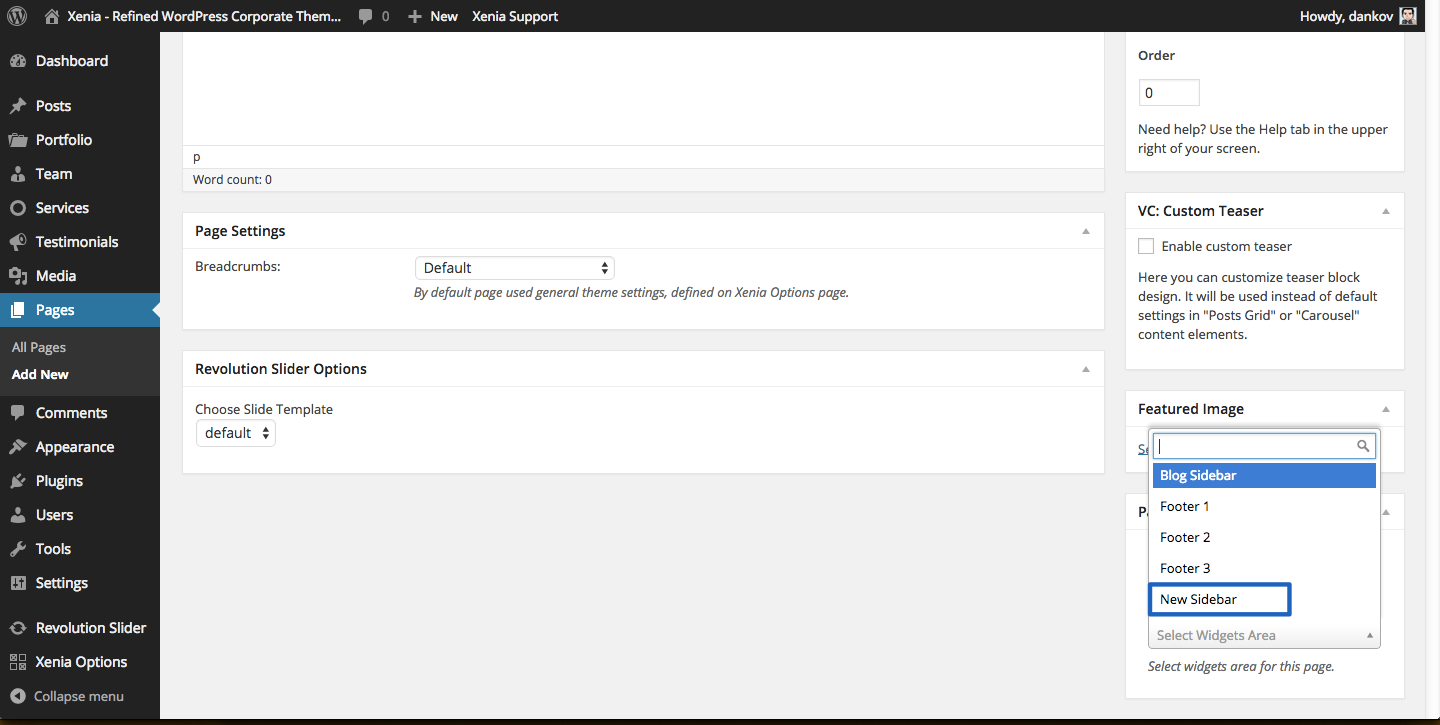 Xenia - Refined WordPress Corporate Them...
0
New
Xenia Support
Howdy, dankov
Dashboard
Posts
Portfolio
Team
Services
Testimonials
Media
Pages
All Pages
Add New
Comments
Appearance
Plugins
Users
Tools
Settings
Revolution Slider
Xenia Options
Collapse menu
p
Word count: 0
Page Settings
Breadcrumbs:
Default
By default page used general theme settings, defined on Xenia Options page.
Revolution Slider Options
Choose Slide Template
default
Order
0
Need help? Use the Help tab in the upper
right of your screen.
VC: Custom Teaser
Enable custom teaser
Here you can customize teaser block
design. It will be used instead of default
settings in "Posts Grid" or "Carousel"
content elements.
Featured Image
Blog Sidebar
Footer 1
Footer 2
Footer 3
New Sidebar
Select Widgets Area
Select widgets area for this page.